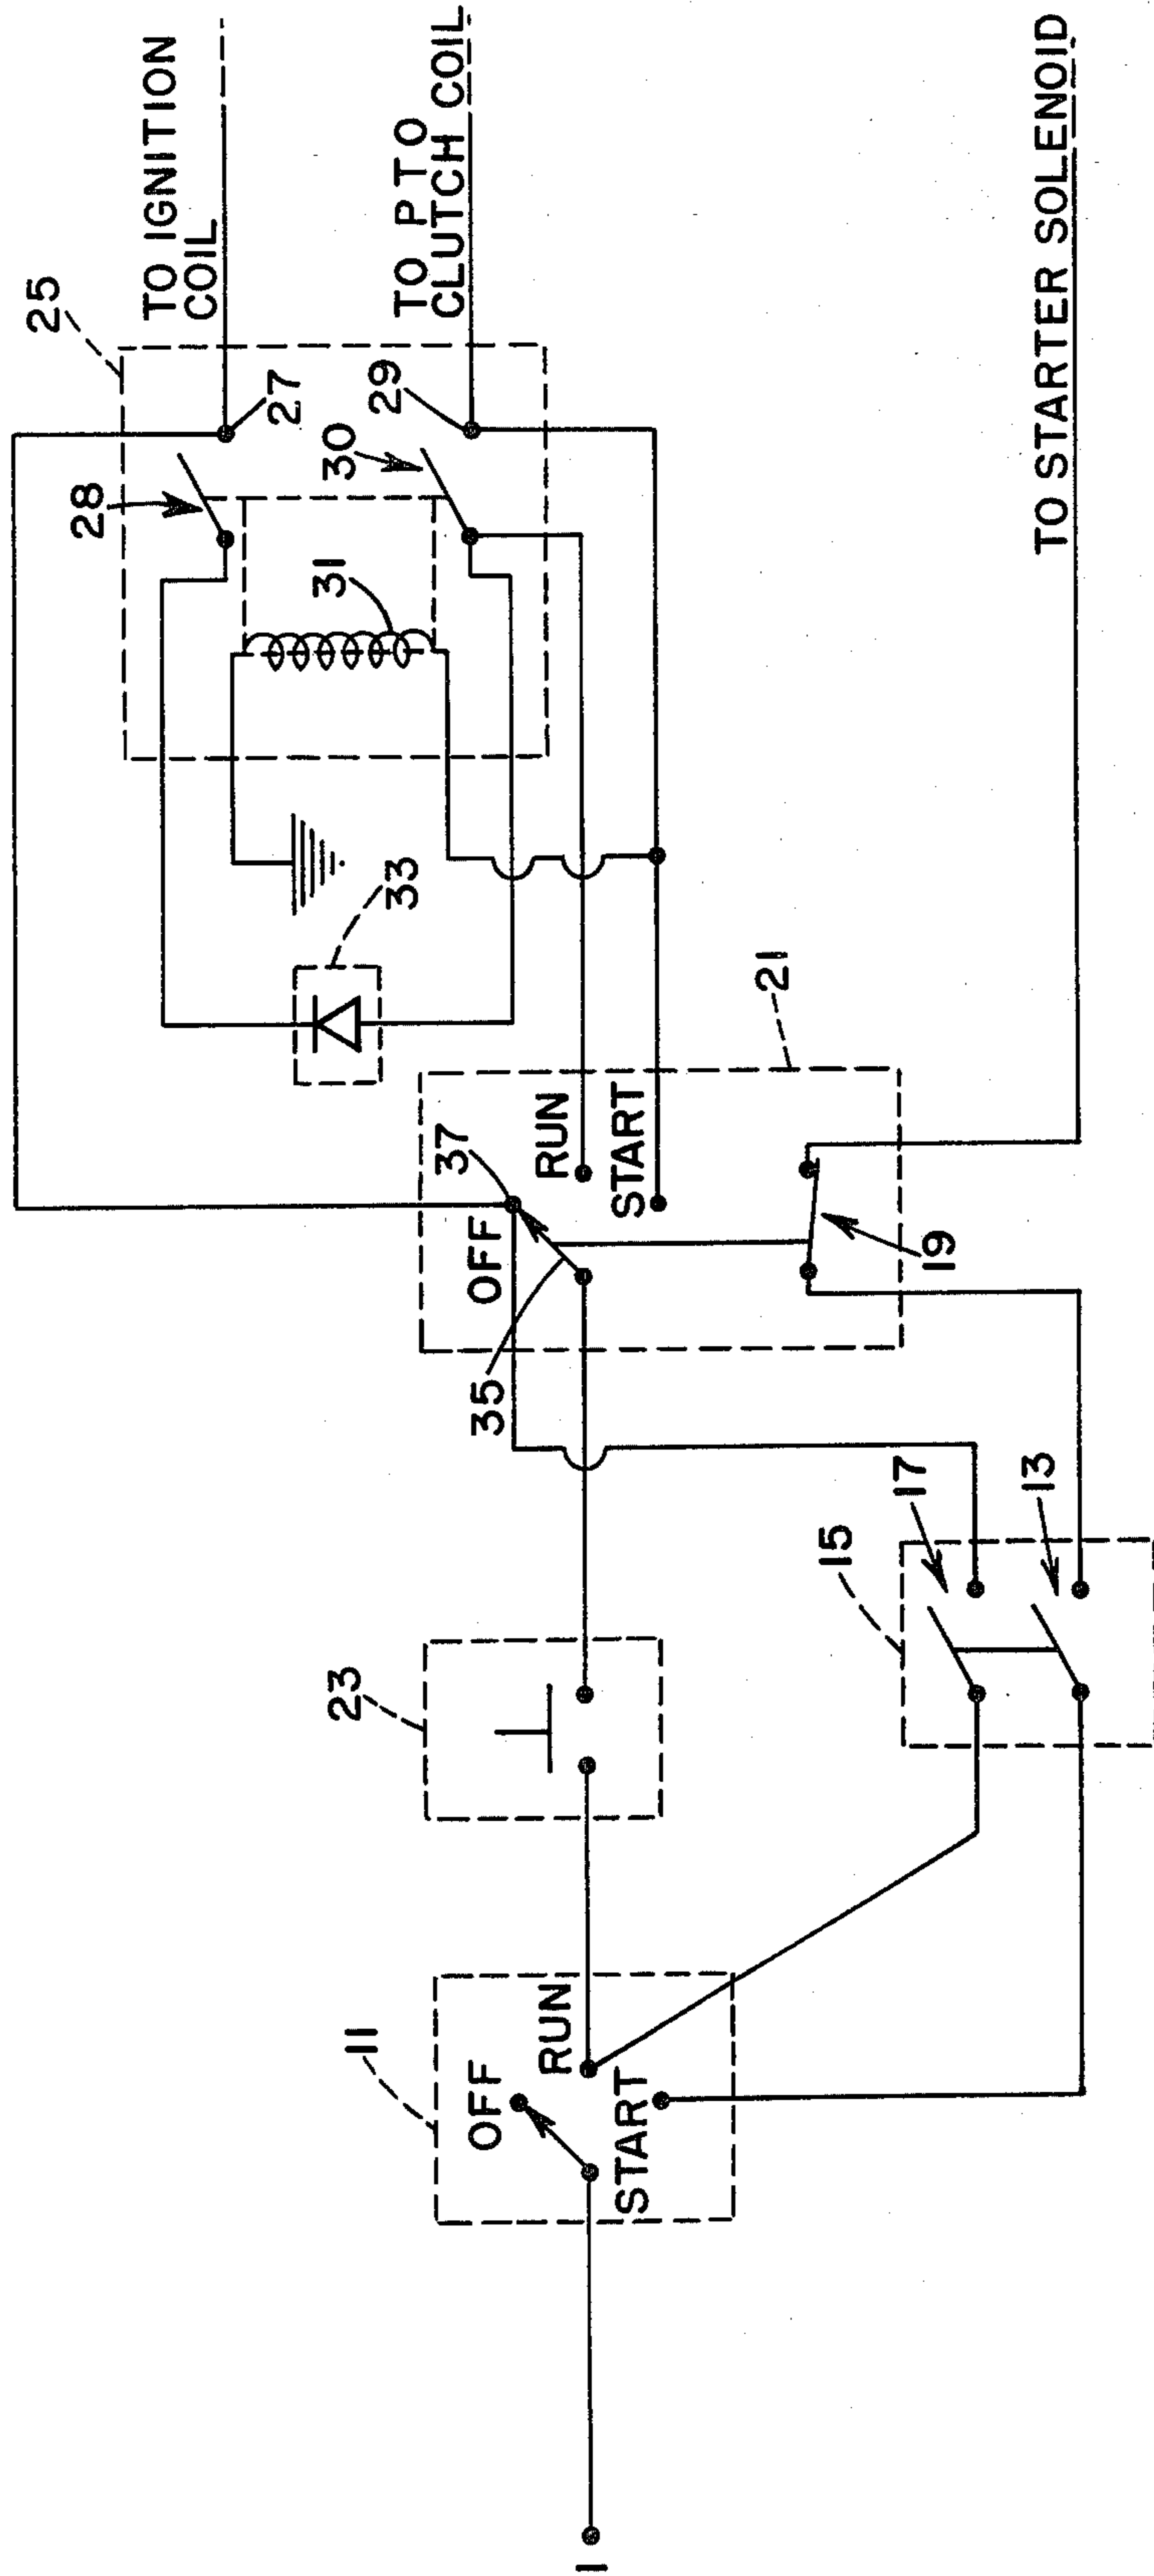 25
TO IGNITION
COIL
27
28
30
29
TO P T O
CLUTCH COIL
31
33
37
OFF
RUN
START
21
35
19
TO STARTER SOLENOID
23
15
17
13
11
OFF
RUN
START
1